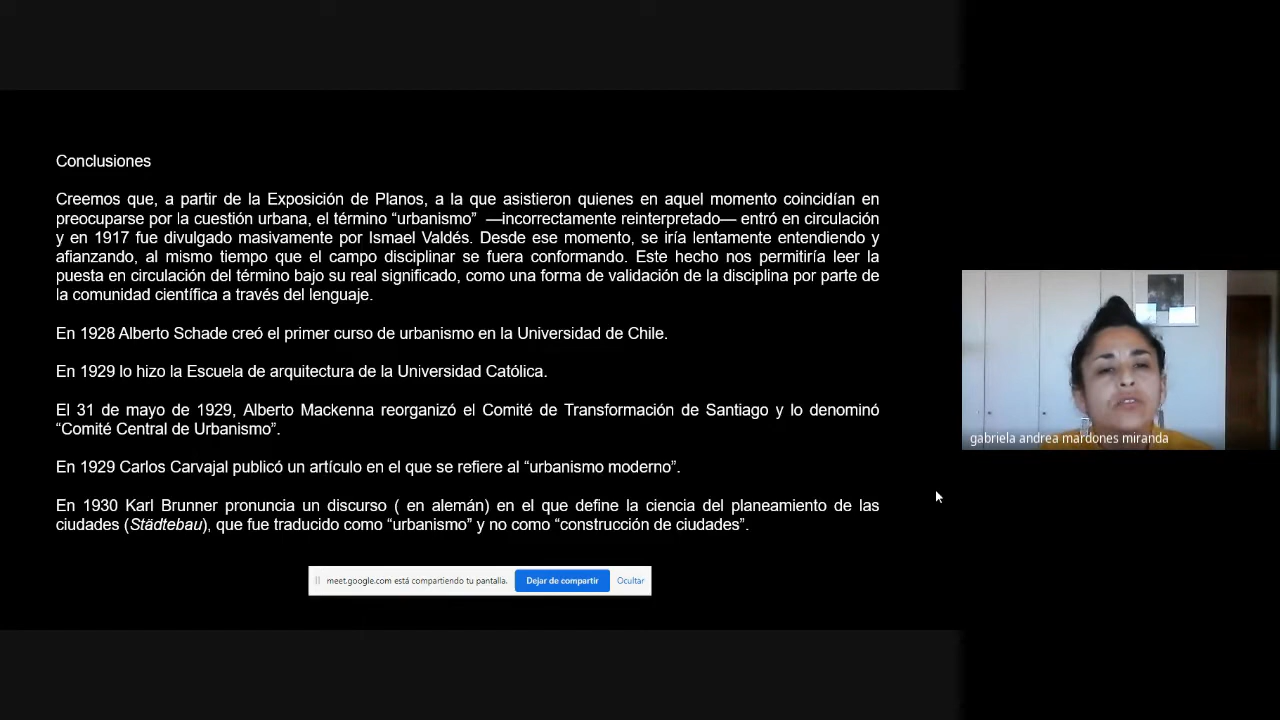 Conclusiones
Creemos que, a partir de la Exposición de Planos, a la que asistieron quienes en aquel momento coincidían en
preocuparse por la cuestión urbana, el término “urbanismo” —incorrectamente reinterpretado— entró en circulación
y en 1917 fue divulgado masivamente por Ismael Valdés. Desde ese momento, se iría lentamente entendiendo y
afianzando, al mismo tiempo que el campo disciplinar se fuera conformando. Este hecho nos permitiría leer la
puesta en circulación del término bajo su real significado, como una forma de validación de la disciplina por parte de
la comunidad científica a través del lenguaje.
En 1928 Alberto Schade creó el primer curso de urbanismo en la Universidad de Chile.
En 1929 lo hizo la Escuela de arquitectura de la Universidad Católica.
El 31 de mayo de 1929, Alberto Mackenna reorganizó el Comité de Transformación de Santiago y lo denominó
“Comité Central de Urbanismo”.
En 1929 Carlos Carvajal publicó un artículo en el que se refiere al “urbanismo moderno”.
En 1930 Karl Brunner pronuncia un discurso ( en alemán) en el que define la ciencia del planeamiento de las
ciudades (Städtebau), que fue traducido como “urbanismo” y no como “construcción de ciudades”.
meet.google.com está compartiendo tu pantalla. Dejar de compartir Ocultar
gabriela andrea mardones miranda